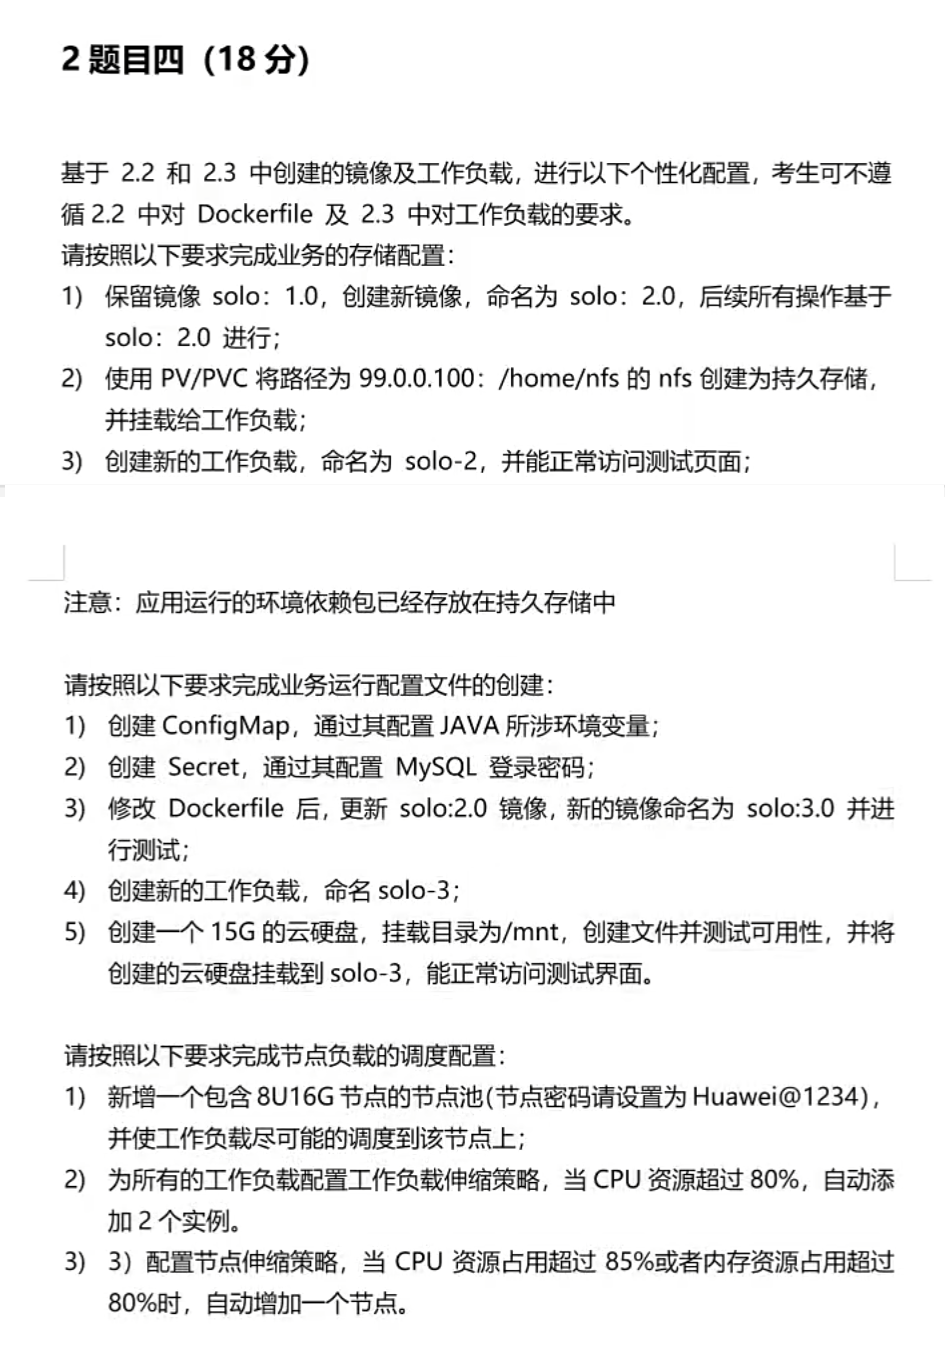 2 题目四（18 分）
基于 2.2 和 2.3 中创建的镜像及工作负载，进行以下个性化配置，考生可不遵
循 2.2 中对 Dockerfile 及 2.3 中对工作负载的要求。
请按照以下要求完成业务的存储配置：
1) 保留镜像 solo：1.0，创建新镜像，命名为 solo：2.0，后续所有操作基于
solo：2.0 进行；
2) 使用 PV/PVC 将路径为 99.0.0.100：/home/nfs 的 nfs 创建为持久存储，
并挂载给工作负载；
3) 创建新的工作负载，命名为 solo-2，并能正常访问测试页面；
注意：应用运行的环境依赖包已经存放在持久存储中
请按照以下要求完成业务运行配置文件的创建：
1) 创建 ConfigMap，通过其配置 JAVA 所涉环境变量；
2) 创建 Secret，通过其配置 MySQL 登录密码；
3) 修改 Dockerfile 后，更新 solo:2.0 镜像，新的镜像命名为 solo:3.0 并进
行测试；
4) 创建新的工作负载，命名 solo-3；
5) 创建一个 15G 的云硬盘，挂载目录为/mnt，创建文件并测试可用性，并将
创建的云硬盘挂载到 solo-3，能正常访问测试界面。
请按照以下要求完成节点负载的调度配置：
1) 新增一个包含 8U16G 节点的节点池(节点密码请设置为 Huawei@1234)，
并使工作负载尽可能的调度到该节点上；
2) 为所有的工作负载配置工作负载伸缩策略，当 CPU 资源超过 80%，自动添
加 2 个实例。
3) 3）配置节点伸缩策略，当 CPU 资源占用超过 85%或者内存资源占用超过
80%时，自动增加一个节点。